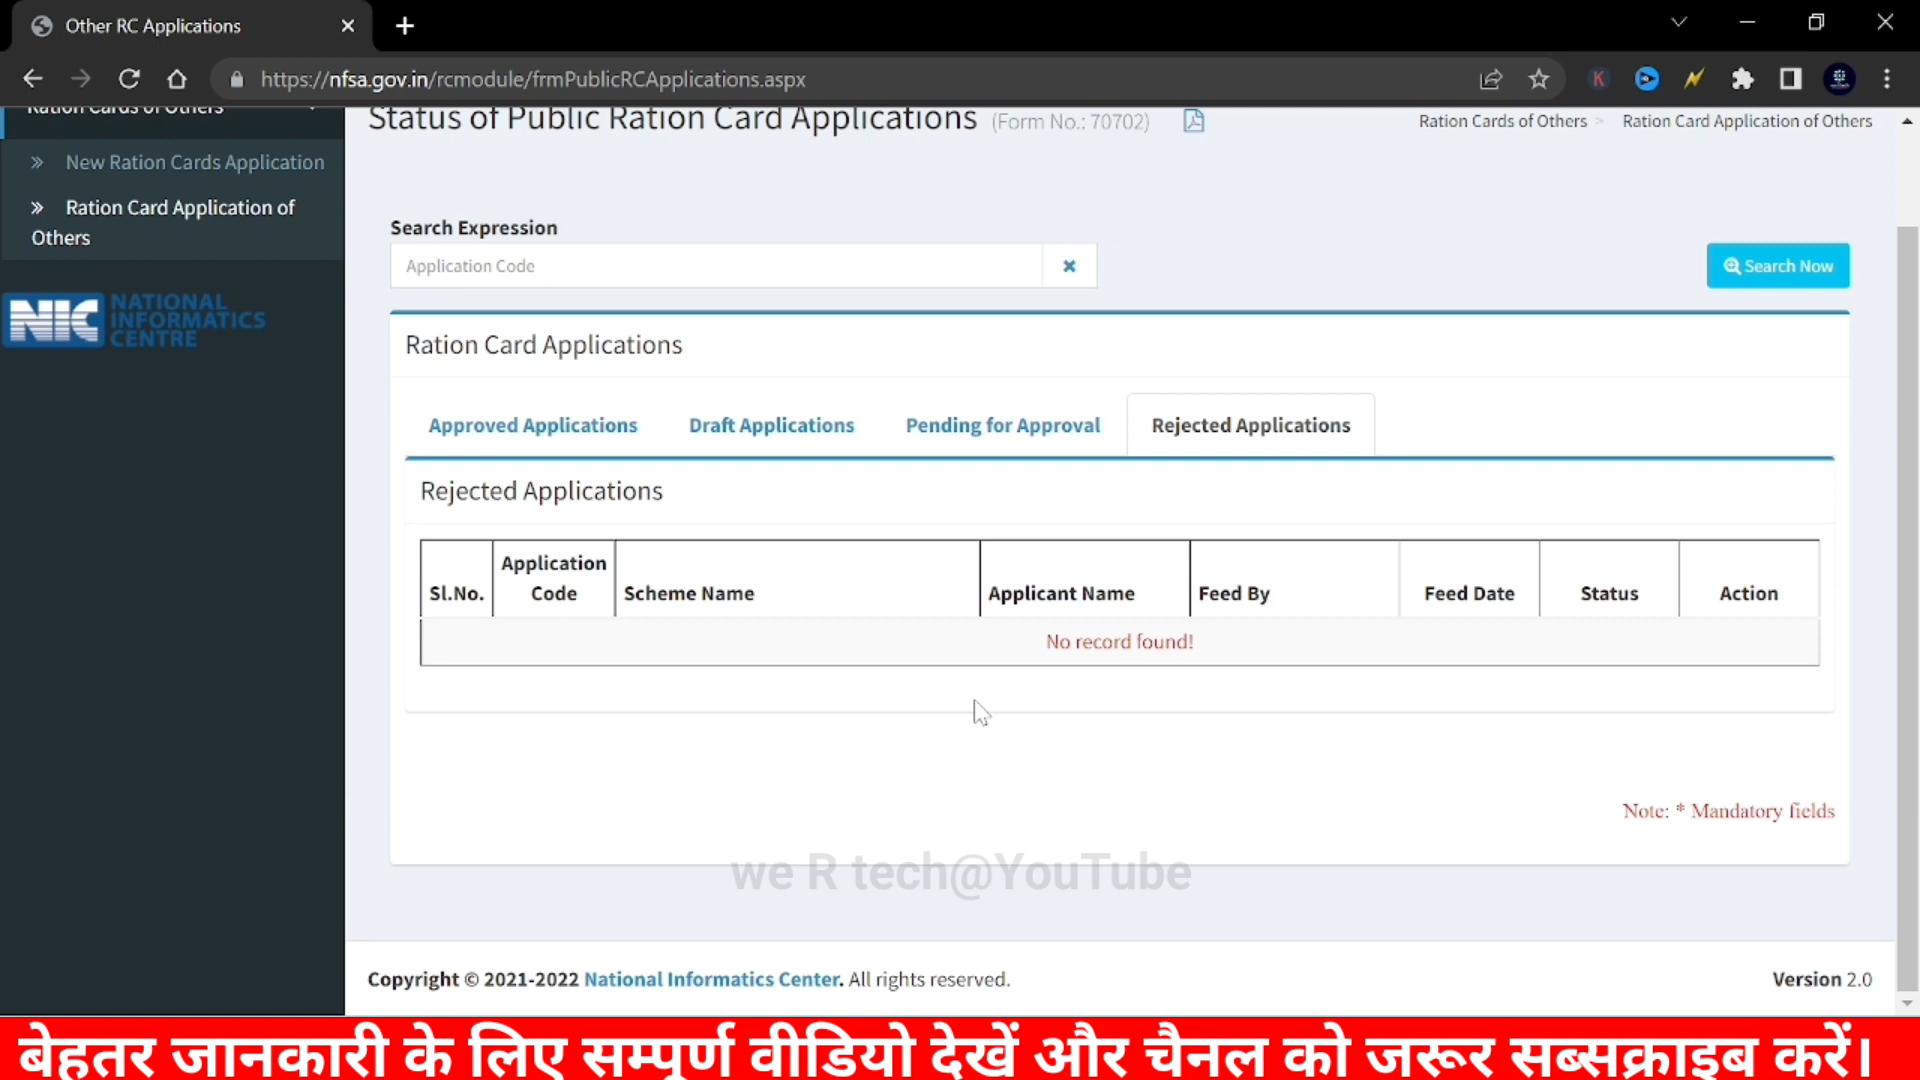 Other RC Applications
https://nfsa.gov.in/rcmodule/frmPublicRCApplications.aspx
K
Ration Cards of Others
Status of Public Ration Card Applications (Form No.: 70702)
Ration Cards of Others > Ration Card Application of Others
» New Ration Cards Application
» Ration Card Application of
Others
NIC NATIONAL
INFORMATICS
CENTRE
Search Expression
Application Code
Search Now
Ration Card Applications
Approved Applications Draft Applications Pending for Approval Rejected Applications
Rejected Applications
Sl.No. Application Code Scheme Name Applicant Name Feed By Feed Date Status Action
No record found!
Note: * Mandatory fields
we R tech@YouTube
Copyright © 2021-2022 National Informatics Center. All rights reserved.
Version 2.0
बेहतर जानकारी के लिए सम्पूर्ण वीडियो देखें और चैनल को जरूर सब्सक्राइब करें।